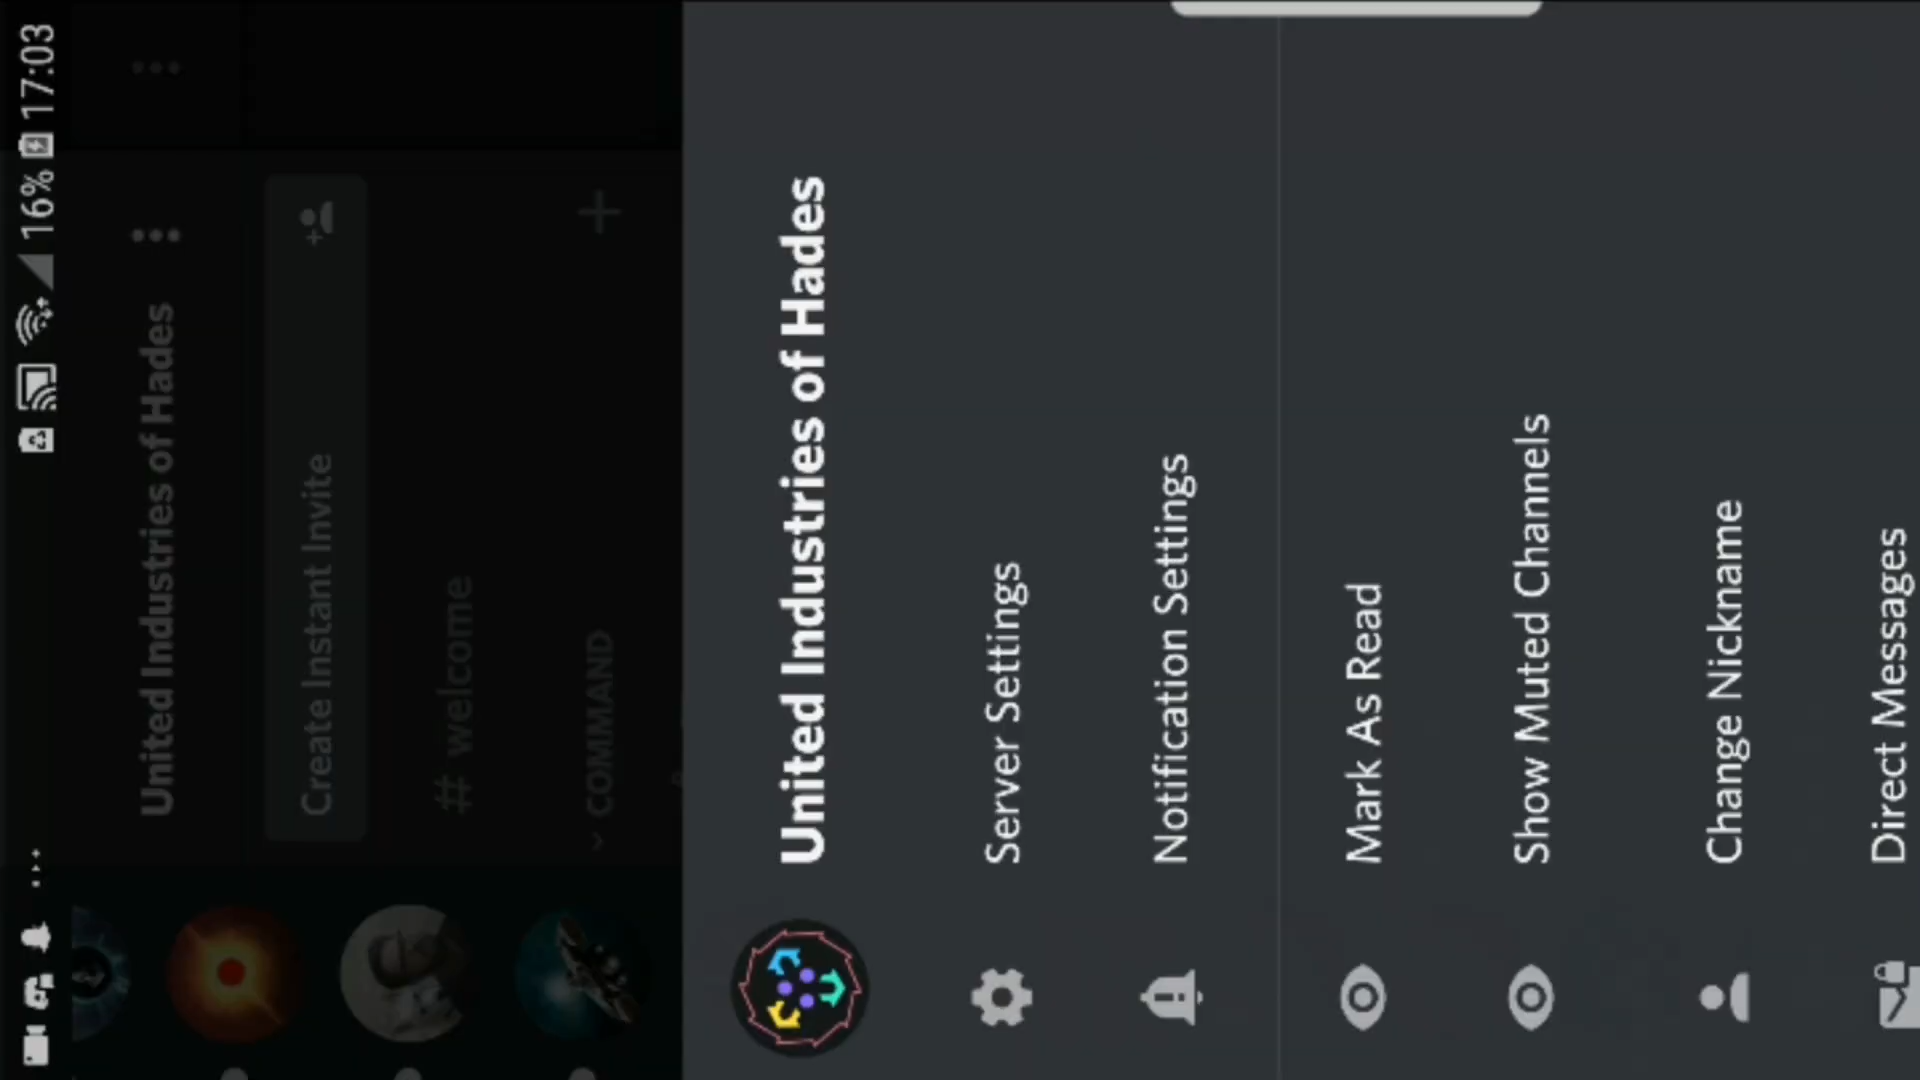 17:03
16%
United Industries of Hades
Create Instant Invite
# welcome
COMMAND
United Industries of Hades
Server Settings
Notification Settings
Mark As Read
Show Muted Channels
Change Nickname
Direct Messages